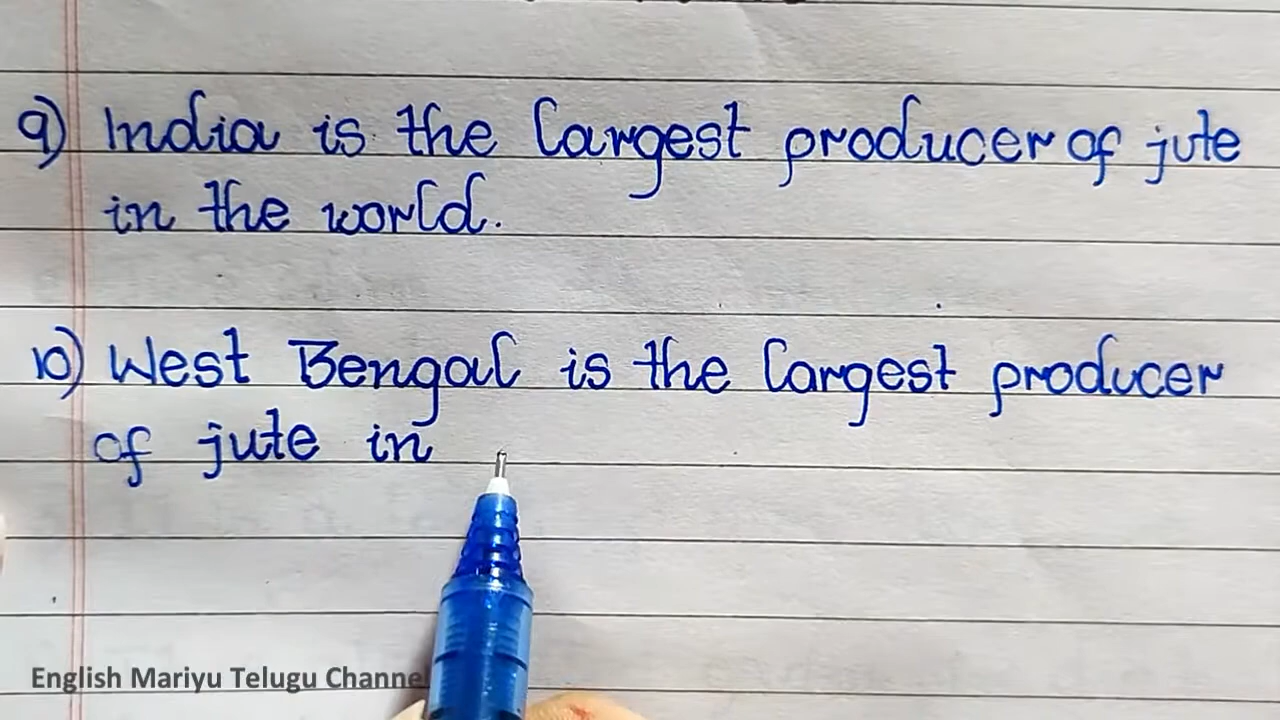 9) India is the largest producer of jute
in the world.
10) West Bengal is the largest producer
of jute in
English Mariyu Telugu Channel